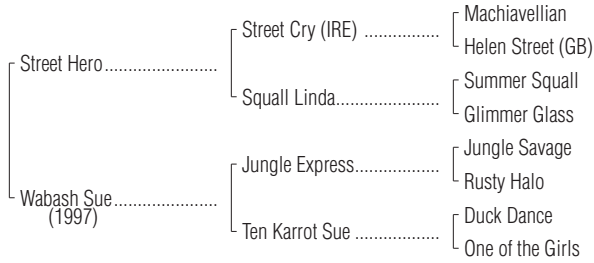 Machiavellian
Street Cry (IRE) ................
Helen Street (GB)
Street Hero........................
Summer Squall
Squall Linda......................
Glimmer Glass
Jungle Savage
Jungle Express..................
Rusty Halo
Wabash Sue......................
(1997)
Duck Dance
Ten Karrot Sue ..................
One of the Girls